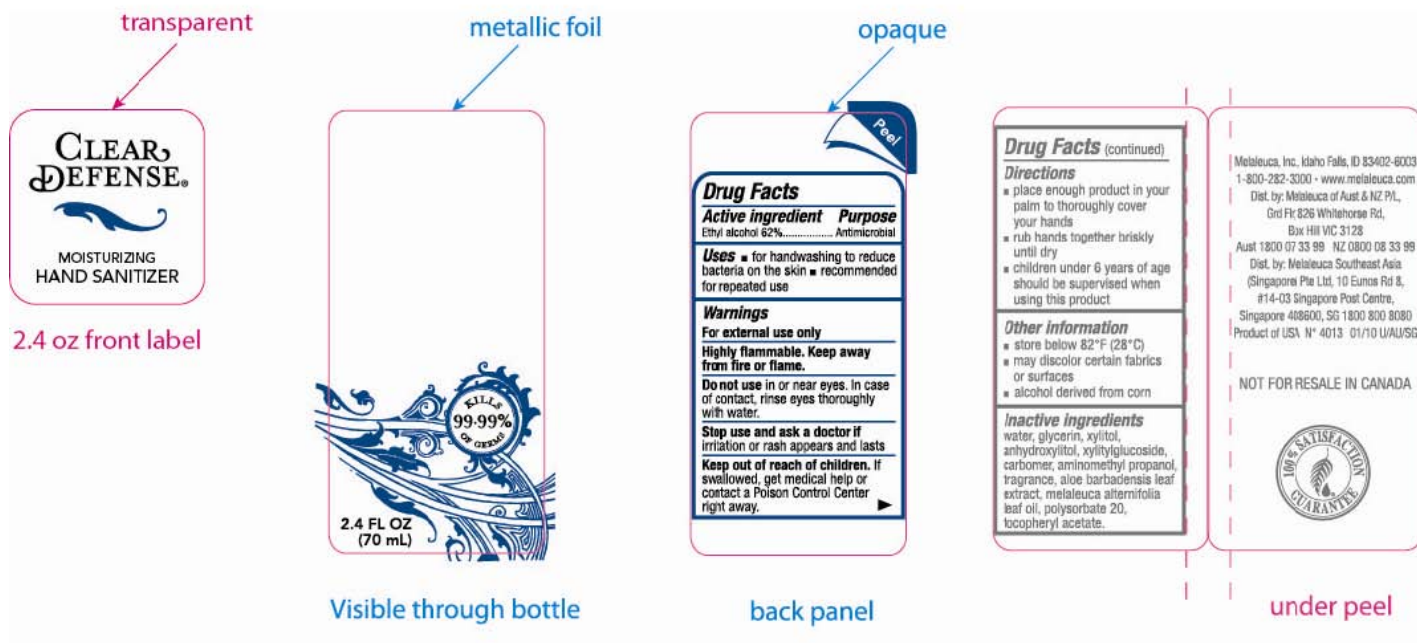 transparent
metallic foil
opaque
CLEAR
DEFENSE®
MOISTURIZING
HAND SANITIZER
2.4 oz front label
KILLS
99.99%
OF GERMS
2.4 FL OZ
(70 mL)
Visible through bottle
Peel
Drug Facts
Active ingredient Purpose
Ethyl alcohol 62%................. Antimicrobial
Uses ■ for handwashing to reduce
bacteria on the skin ■ recommended
for repeated use
Warnings
For external use only
Highly flammable. Keep away
from fire or flame.
Do not use in or near eyes. In case
of contact, rinse eyes thoroughly
with water.
Stop use and ask a doctor if
irritation or rash appears and lasts
Keep out of reach of children. If
swallowed, get medical help or
contact a Poison Control Center
right away.
back panel
Drug Facts (continued)
Directions
■ place enough product in your
palm to thoroughly cover
your hands
■ rub hands together briskly
until dry
■ children under 6 years of age
should be supervised when
using this product
Other information
■ store below 82°F (28°C)
■ may discolor certain fabrics
or surfaces
■ alcohol derived from corn
Inactive ingredients
water, glycerin, xylitol,
anhydroxylitol, xylitylglucoside,
carbomer, aminomethyl propanol,
fragrance, aloe barbadensis leaf
extract, melaleuca alternifolia
leaf oil, polysorbate 20,
tocopheryl acetate.
Melaleuca, Inc., Idaho Falls, ID 83402-6003
1-800-282-3000 • www.melaleuca.com
Dist. by: Melaleuca of Aust & NZ P/L,
Grd Flr, 826 Whitehorse Rd,
Box Hill VIC 3128
Aust 1800 07 33 99 NZ 0800 08 33 99
Dist. by: Melaleuca Southeast Asia
(Singapore) Pte Ltd, 10 Eunos Rd 8,
#14-03 Singapore Post Centre,
Singapore 408600, SG 1800 800 8080
Product of USA N° 4013 01/10 U/AU/SG
NOT FOR RESALE IN CANADA
100% SATISFACTION
GUARANTEE
under peel